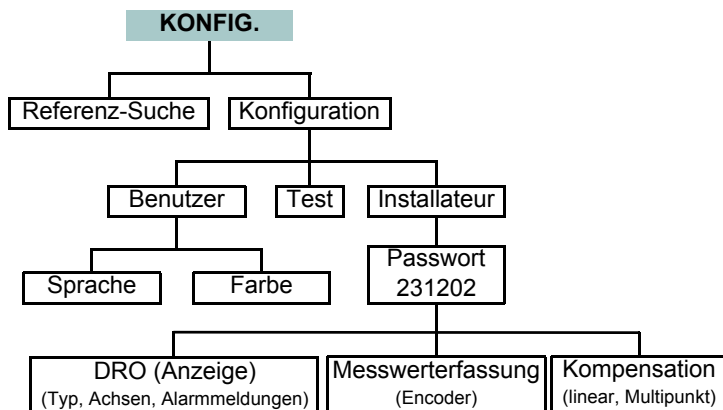 KONFIG.
Referenz-Suche
Konfiguration
Benutzer
Test
Installateur
Sprache
Farbe
Passwort
231202
DRO (Anzeige)
(Typ, Achsen, Alarmmeldungen)
Messwerterfassung
(Encoder)
Kompensation
(linear, Multipunkt)